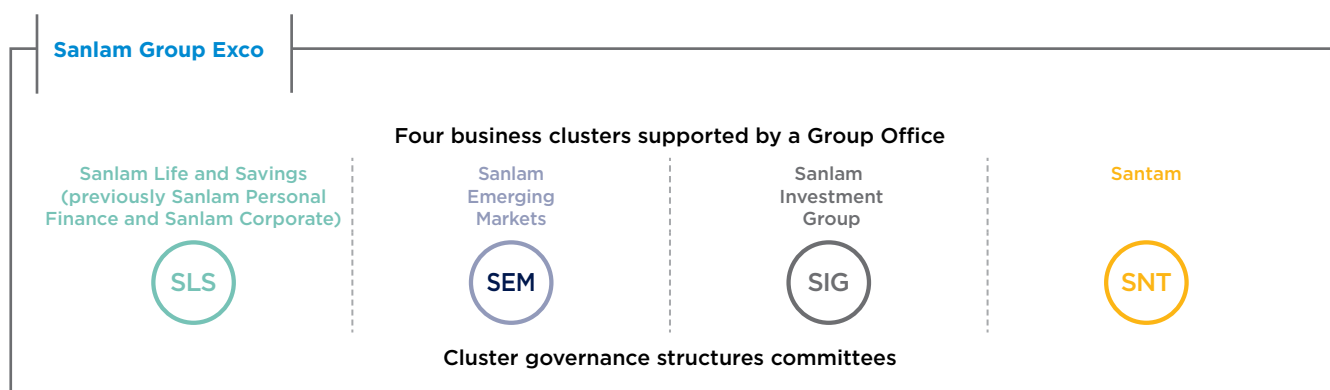 Sanlam Group Exco
Four business clusters supported by a Group Office
Sanlam Life and Savings
(previously Sanlam Personal
Finance and Sanlam Corporate)
SLS
Sanlam
Emerging
Markets
SEM
Sanlam
Investment
Group
SIG
Santam
SNT
Cluster governance structures committees